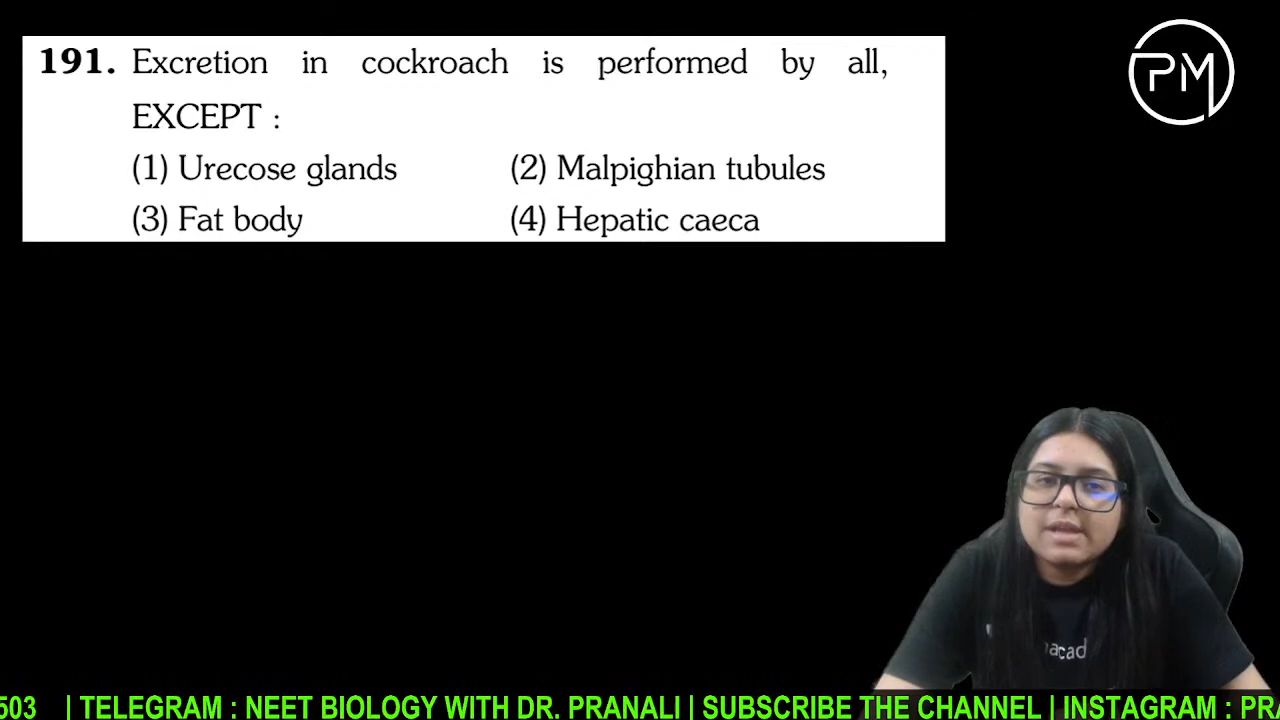 PM
191. Excretion in cockroach is performed by all,
EXCEPT :
(1) Urecose glands (2) Malpighian tubules
(3) Fat body (4) Hepatic caeca
acad
503 | TELEGRAM : NEET BIOLOGY WITH DR. PRANALI | SUBSCRIBE THE CHANNEL | INSTAGRAM : PR